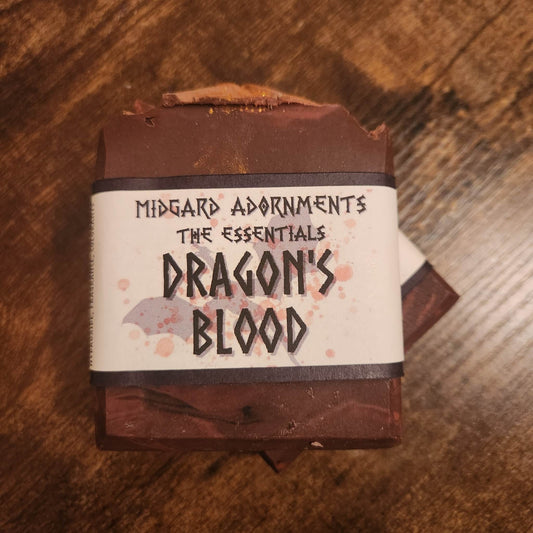 MIDGARD ADORNMENTS
THE ESSENTIALS
DRAGON'S
BLOOD